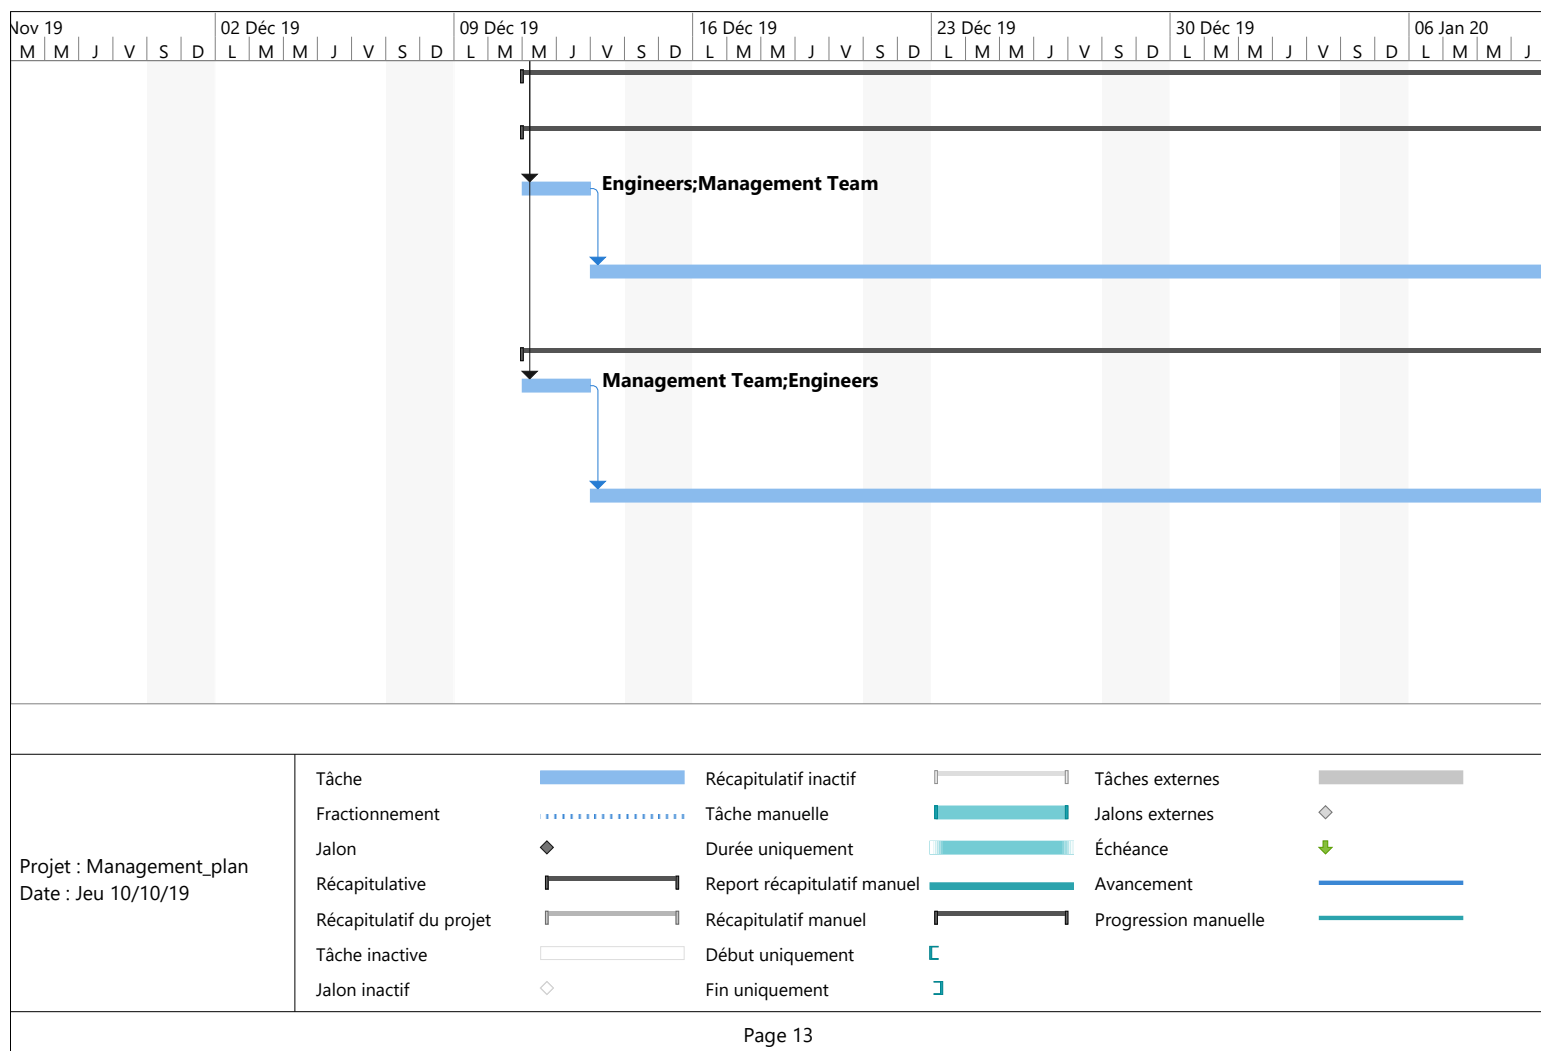 Nov 19 02 Déc 19 09 Déc 19 16 Déc 19 23 Déc 19 30 Déc 19 06 Jan 20
M M J V S D L M M J V S D L M M J V S D L M M J V S D L M M J V S D L M M J V S D L M M J
Engineers;Management Team
Management Team;Engineers
Projet : Management_plan
Date : Jeu 10/10/19
Tâche
Fractionnement
Jalon
Récapitulative
Récapitulatif du projet
Tâche inactive
Jalon inactif
Récapitulatif inactif
Tâche manuelle
Durée uniquement
Report récapitulatif manuel
Récapitulatif manuel
Début uniquement
Fin uniquement
Tâches externes
Jalons externes
Échéance
Avancement
Progression manuelle
Page 13